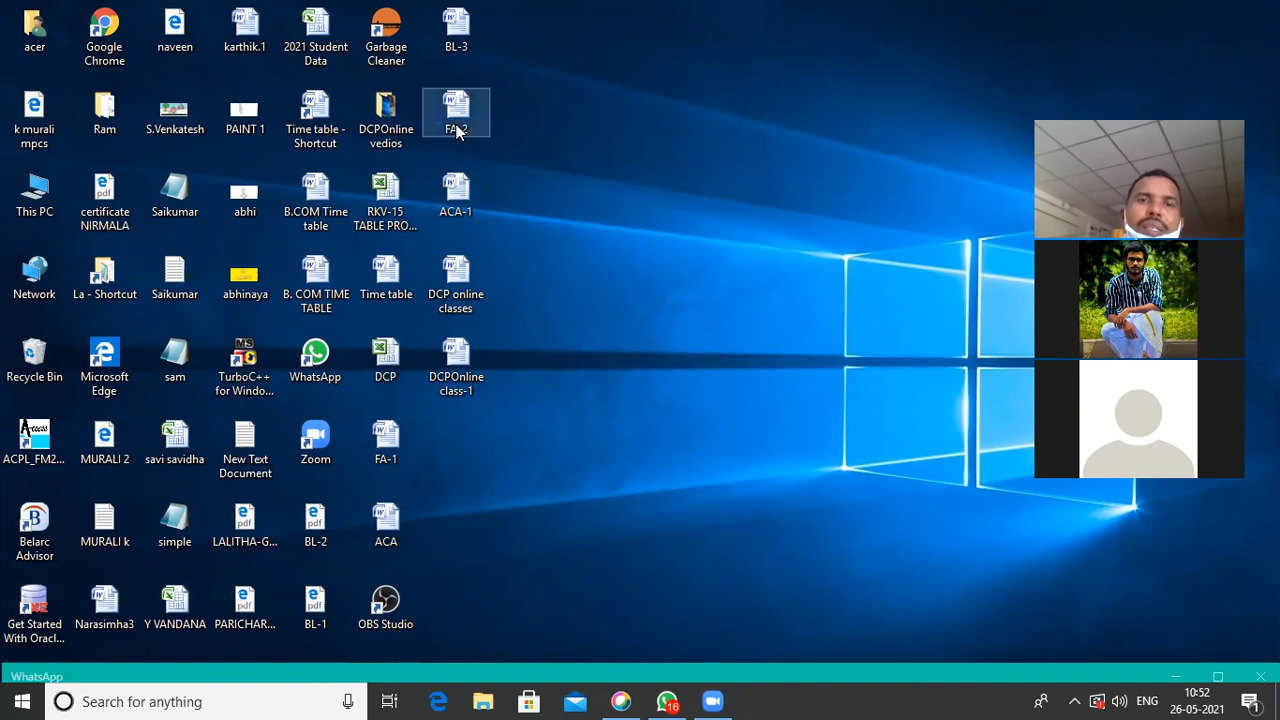 acer
Google
Chrome
naveen
karthik.1
2021 Student
Data
Garbage
Cleaner
BL-3
k murali
mpcs
Ram
S.Venkatesh
PAINT 1
Time table -
Shortcut
DCPOnline
vedios
FA-2
This PC
certificate
NIRMALA
Saikumar
abhi
B.COM Time
table
RKV-15
TABLE PRO...
ACA-1
Network
La - Shortcut
Saikumar
abhinaya
B. COM TIME
TABLE
Time table
DCP online
classes
Recycle Bin
Microsoft
Edge
sam
TurboC++
for Windo...
WhatsApp
DCP
DCPOnline
class-1
ACPL_FM2...
MURALI 2
savi savidha
New Text
Document
Zoom
FA-1
Belarc
Advisor
MURALI k
simple
LALITHA-G...
BL-2
ACA
Get Started
With Oracl...
Narasimha3
Y VANDANA
PARICHAR...
BL-1
OBS Studio
WhatsApp
Search for anything
16
ENG
10:52
26-05-2021
1